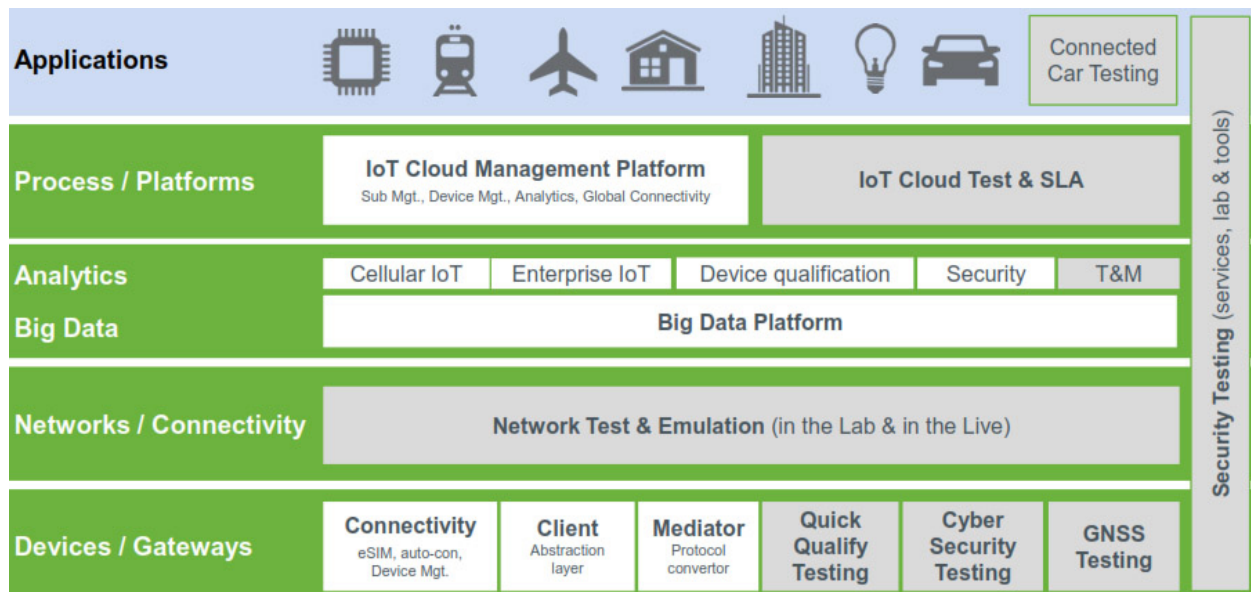 Applications
Connected
Car Testing
Process / Platforms
IoT Cloud Management Platform
Sub Mgt., Device Mgt., Analytics, Global Connectivity
IoT Cloud Test & SLA
Analytics
Cellular IoT
Enterprise IoT
Device qualification
Security
T&M
Big Data
Big Data Platform
Networks / Connectivity
Network Test & Emulation (in the Lab & in the Live)
Devices / Gateways
Connectivity
eSIM, auto-con,
Device Mgt.
Client
Abstraction
layer
Mediator
Protocol
convertor
Quick
Qualify
Testing
Cyber
Security
Testing
GNSS
Testing
Security Testing (services, lab & tools)